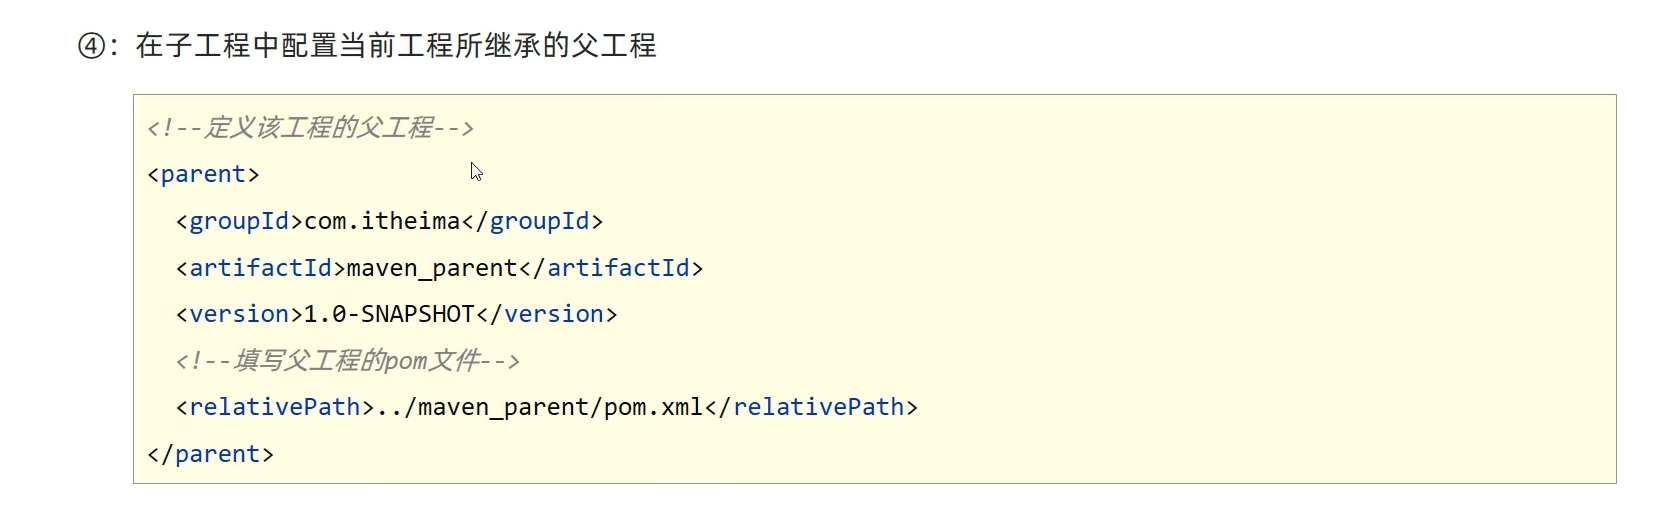 ④：在子工程中配置当前工程所继承的父工程
<!--定义该工程的父工程-->
<parent>
<groupId>com.itheima</groupId>
<artifactId>maven_parent</artifactId>
<version>1.0-SNAPSHOT</version>
<!--填写父工程的pom文件-->
<relativePath>../maven_parent/pom.xml</relativePath>
</parent>